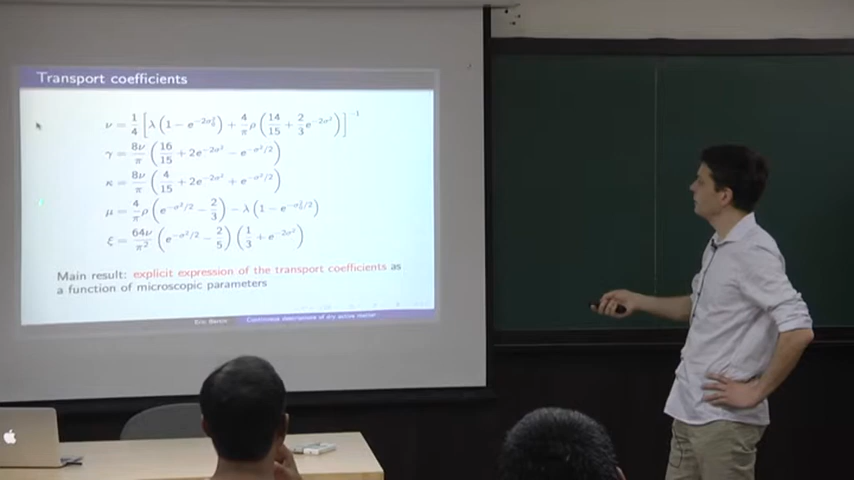 Transport coefficients
ν = 1/4 [λ(1 − e^{−2σ_0^2}) + 4/π ρ(14/15 + 2/3 e^{−2σ^2})]^{−1}
γ = 8ν/π (16/15 + 2e^{−2σ^2} − e^{−σ^2/2})
κ = 8ν/π (4/15 + 2e^{−2σ^2} + e^{−σ^2/2})
μ = 4/π ρ(e^{−σ^2/2} − 2/3) − λ(1 − e^{−σ_0^2/2})
ξ = 64ν/π^2 (e^{−σ^2/2} − 2/5)(1/3 + e^{−2σ^2})
Main result: explicit expression of the transport coefficients as
a function of microscopic parameters
Eric Bertin Continuous descriptions of dry active matter